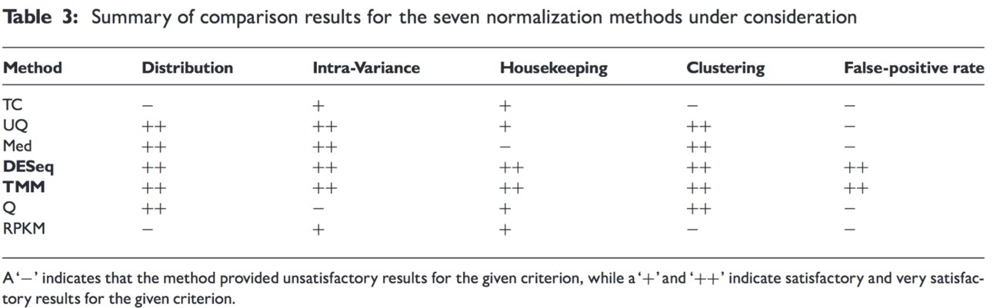 Table 3: Summary of comparison results for the seven normalization methods under consideration
Method Distribution Intra-Variance Housekeeping Clustering False-positive rate
TC − + + − −
UQ ++ ++ + ++ −
Med ++ ++ − ++ −
DESeq ++ ++ ++ ++ ++
TMM ++ ++ ++ ++ ++
Q ++ − + ++ −
RPKM − + + − −
A ‘−’ indicates that the method provided unsatisfactory results for the given criterion, while a ‘+’ and ‘++’ indicate satisfactory and very satisfac-
tory results for the given criterion.